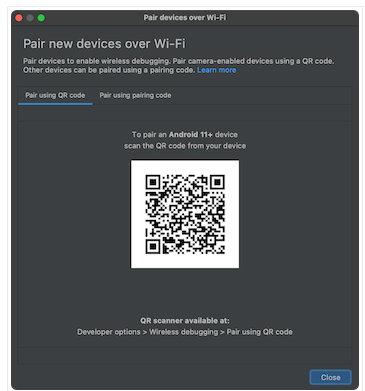 Pair devices over Wi-Fi
Pair new devices over Wi-Fi
Pair devices to enable wireless debugging. Pair camera-enabled devices using a QR code.
Other devices can be paired using a pairing code. Learn more
Pair using QR code
Pair using pairing code
To pair an Android 11+ device
scan the QR code from your device
QR scanner available at:
Developer options > Wireless debugging > Pair using QR code
Close